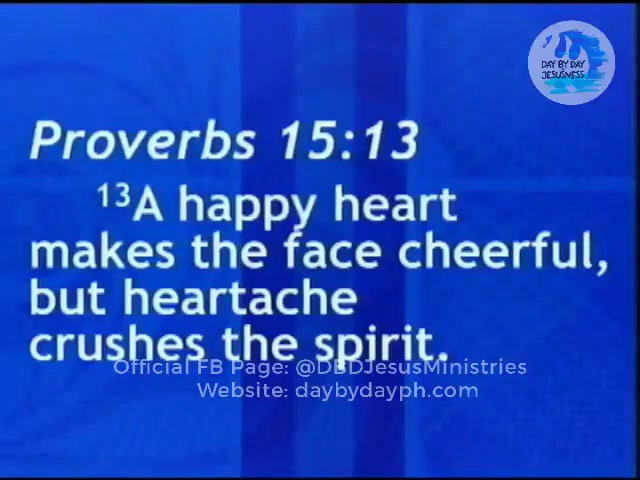 DAY BY DAY
JESUSNESS
Proverbs 15:13
13A happy heart
makes the face cheerful,
but heartache
crushes the spirit.
Official FB Page: @DBDJesusMinistries
Website: daybydayph.com